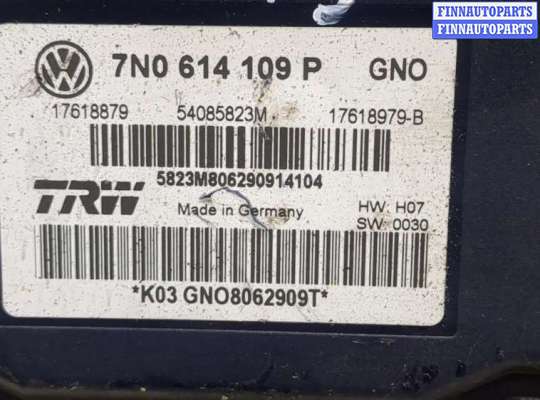 FINNAUTOPARTS
FINNAUTOPARTS
VW 7N0 614 109 P GNO
17618879 54085823M 17618979-B
5823M806290914104
TRW Made in Germany HW H07
SW 0030
*K03 GNO8062909T*